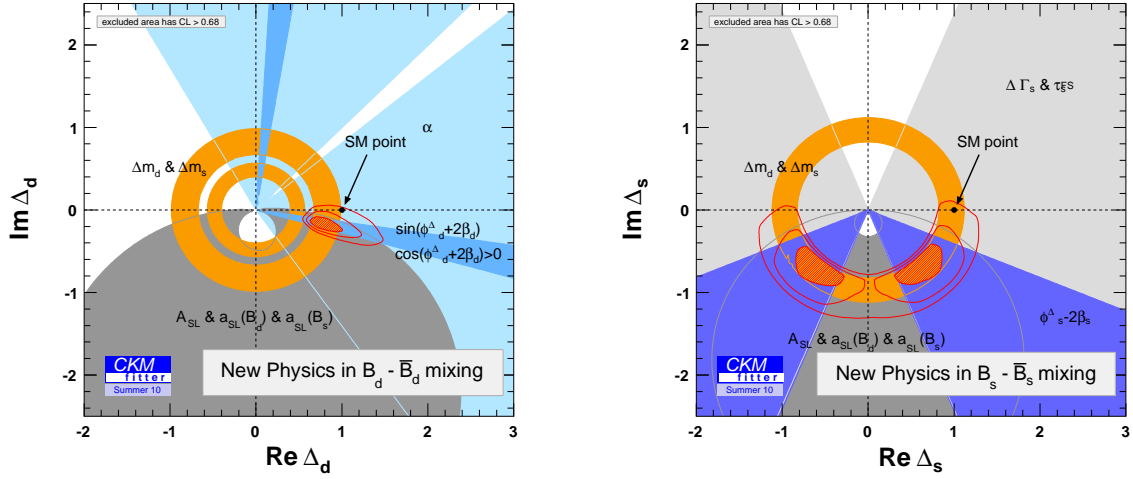 excluded area has CL > 0.68
Im Δ_d
2
1
0
-1
-2
α
SM point
Δm_d & Δm_s
sin(φ^Δ_d+2β_d)
cos(φ^Δ_d+2β_d)>0
A_SL & a_SL(B_d) & a_SL(B_s)
CKM
fitter
Summer 10
New Physics in B_d - B̅_d mixing
-2 -1 0 1 2 3
Re Δ_d
excluded area has CL > 0.68
Im Δ_s
2
1
0
-1
-2
SM point
Δm_d & Δm_s
φ^Δ_s-2β_s
A_SL & a_SL(B_d) & a_SL(B_s)
CKM
fitter
Summer 10
New Physics in B_s - B̅_s mixing
-2 -1 0 1 2 3
Re Δ_s